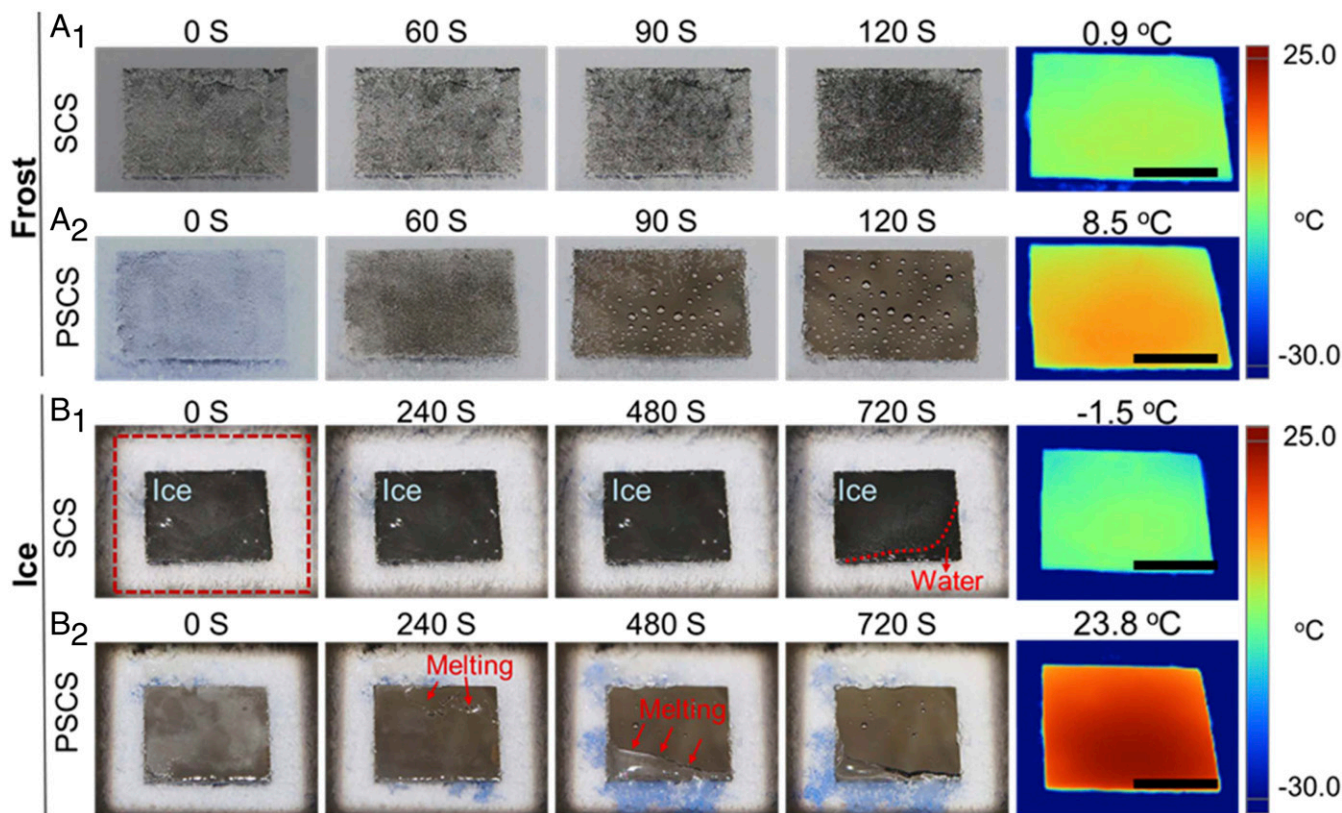 A1
0 S 60 S 90 S 120 S 0.9 °C
25.0
SCS
Frost
A2
0 S 60 S 90 S 120 S 8.5 °C
°C
PSCS
-30.0
B1
0 S 240 S 480 S 720 S -1.5 °C
25.0
SCS
Ice Ice Ice Ice
Water
Ice
B2
0 S 240 S 480 S 720 S 23.8 °C
°C
Melting
Melting
PSCS
-30.0